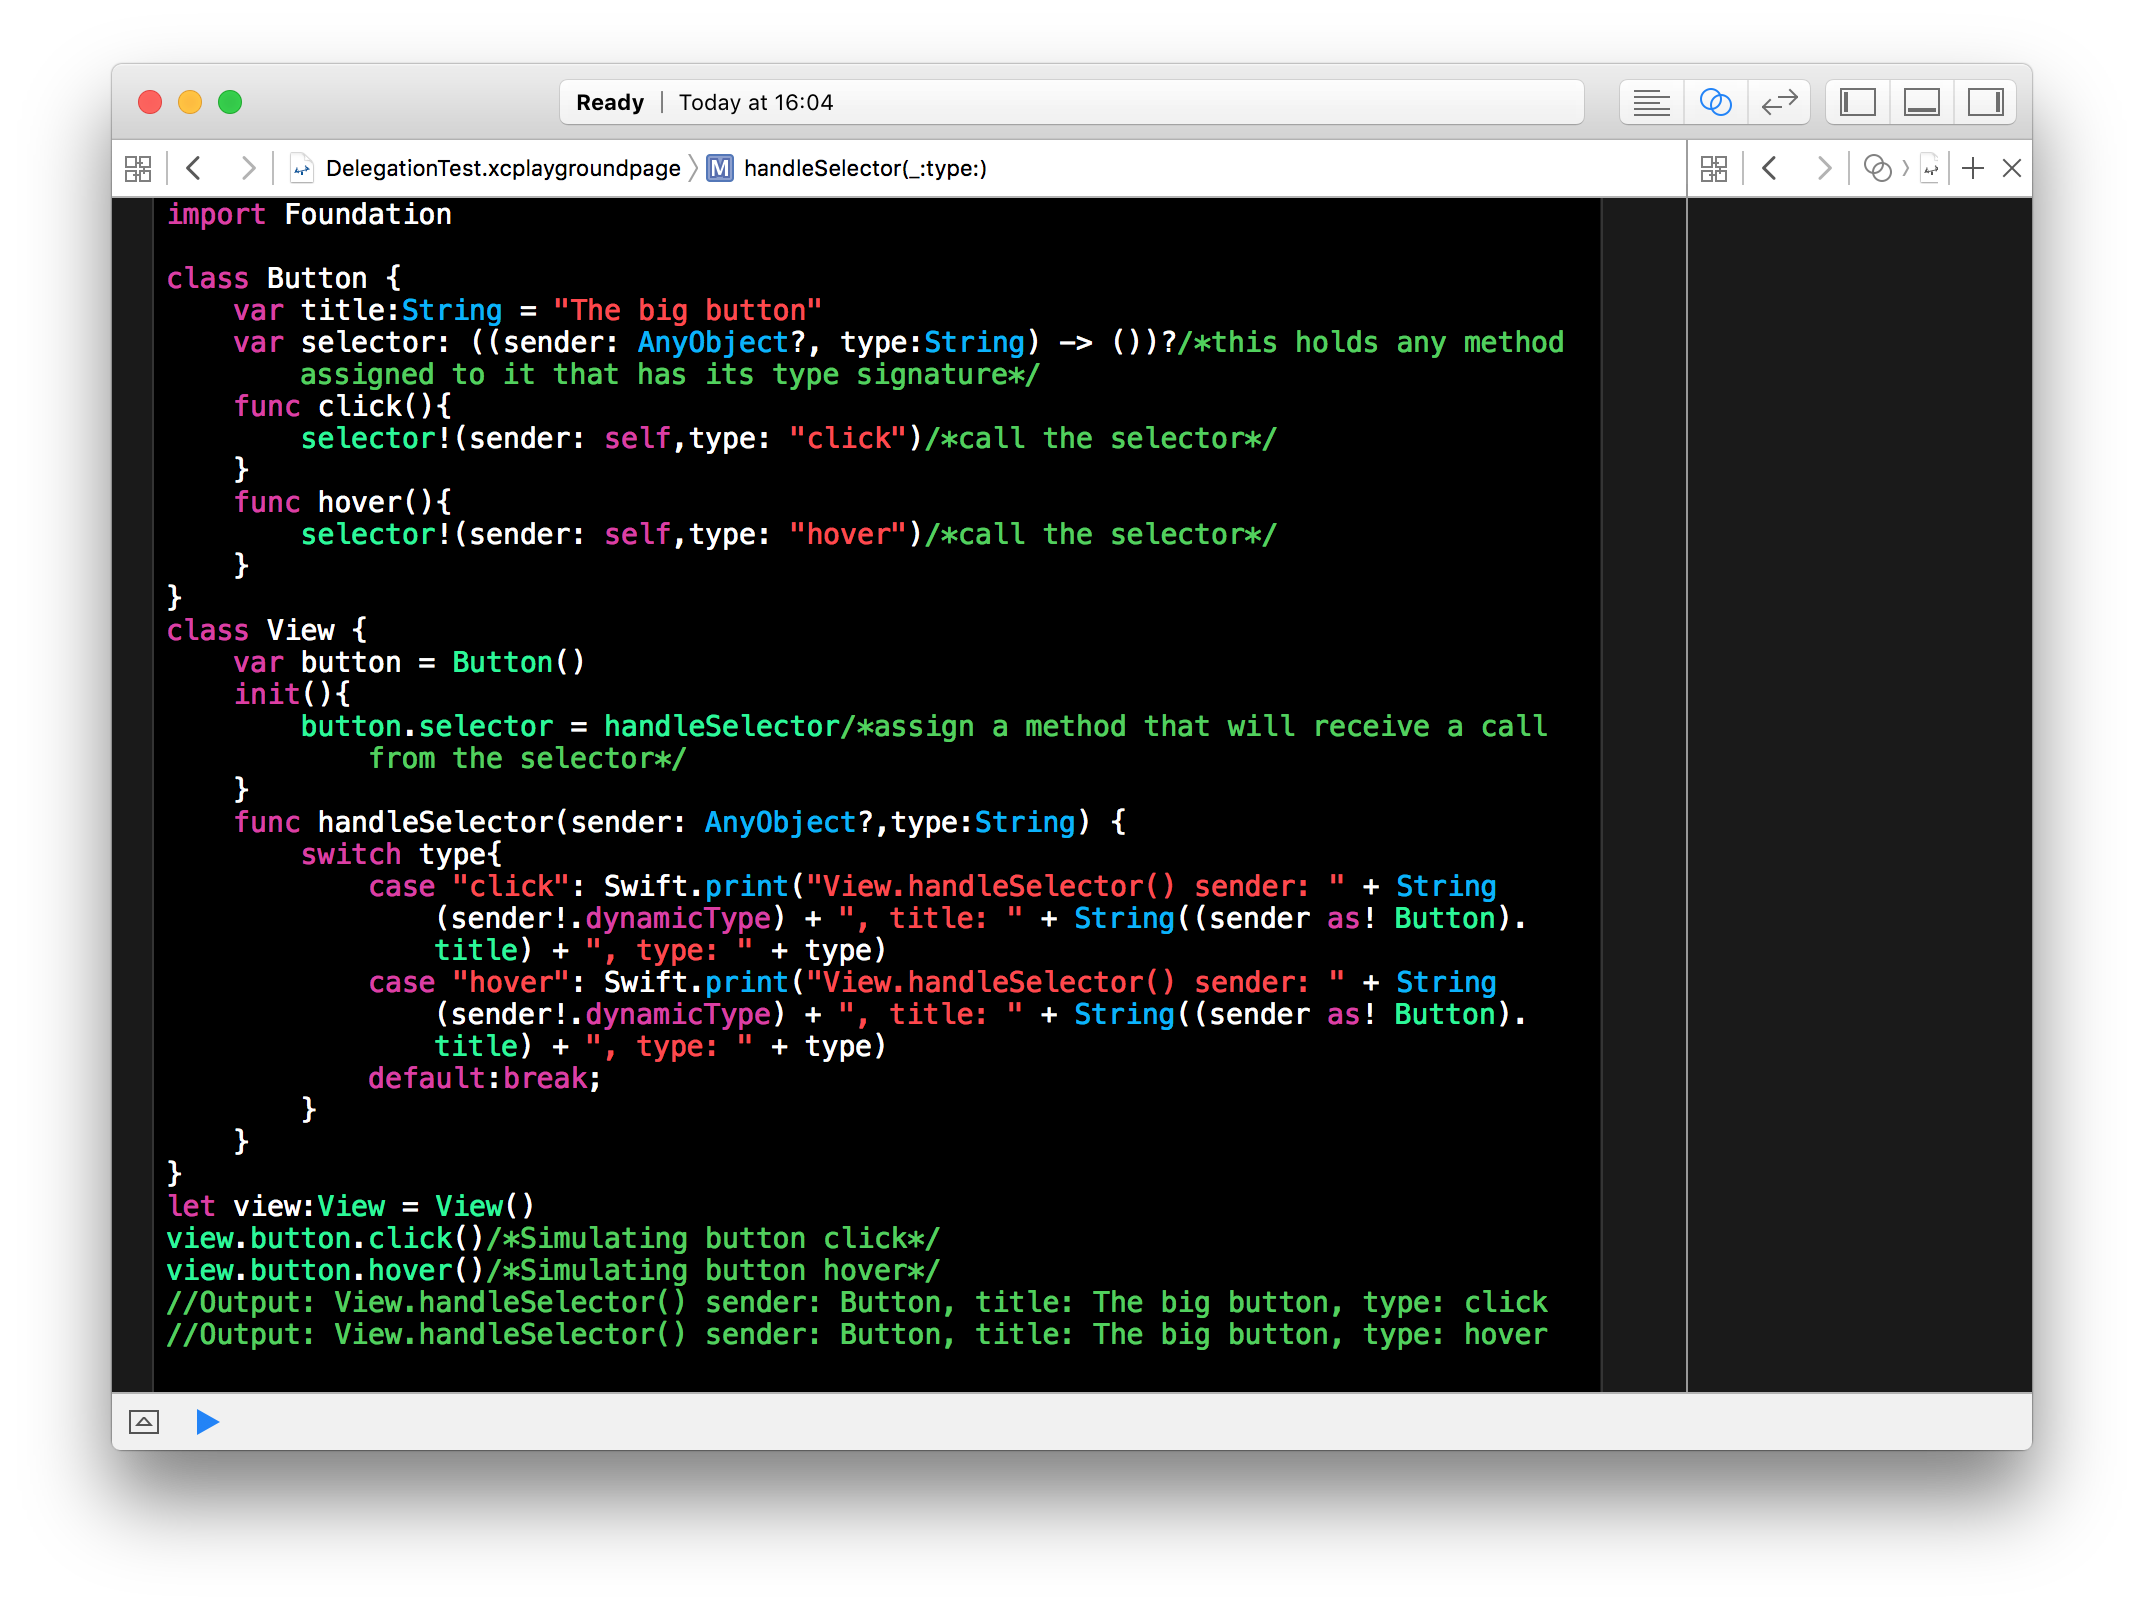 Ready | Today at 16:04
DelegationTest.xcplaygroundpage M handleSelector(_:type:)
import Foundation
class Button {
    var title:String = "The big button"
    var selector: ((sender: AnyObject?, type:String) -> ())?/*this holds any method
        assigned to it that has its type signature*/
    func click(){
        selector!(sender: self,type: "click")/*call the selector*/
    }
    func hover(){
        selector!(sender: self,type: "hover")/*call the selector*/
    }
}
class View {
    var button = Button()
    init(){
        button.selector = handleSelector/*assign a method that will receive a call
            from the selector*/
    }
    func handleSelector(sender: AnyObject?,type:String) {
        switch type{
            case "click": Swift.print("View.handleSelector() sender: " + String
                (sender!.dynamicType) + ", title: " + String((sender as! Button).
                title) + ", type: " + type)
            case "hover": Swift.print("View.handleSelector() sender: " + String
                (sender!.dynamicType) + ", title: " + String((sender as! Button).
                title) + ", type: " + type)
            default:break;
        }
    }
}
let view:View = View()
view.button.click()/*Simulating button click*/
view.button.hover()/*Simulating button hover*/
//Output: View.handleSelector() sender: Button, title: The big button, type: click
//Output: View.handleSelector() sender: Button, title: The big button, type: hover